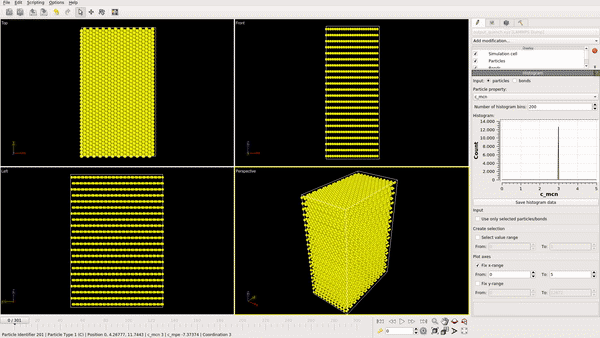 File Edit Scripting Options Help
Top
Front
Left
Perspective
Add modification...
Display
Simulation cell
Particles
Bonds
Histogram
Input: particles bonds
Particle property:
c_mcn
Number of histogram bins: 200
Histogram:
14.000
12.000
10.000
8.000
6.000
4.000
2.000
0
Count
0 1 2 3 4 5
c_mcn
Save histogram data
Input
Use only selected particles/bonds
Create selection
Select value range
From: To:
Plot axes
Fix x-range
From: 0 To: 5
Fix y-range
From: To:
0 / 301
0
Particle Identifier 201 | Particle Type 1 (C) | Position 0, 4.26777, 11.7443 | c_mcn 3 | c_mpe -7.37374 | Coordination 3